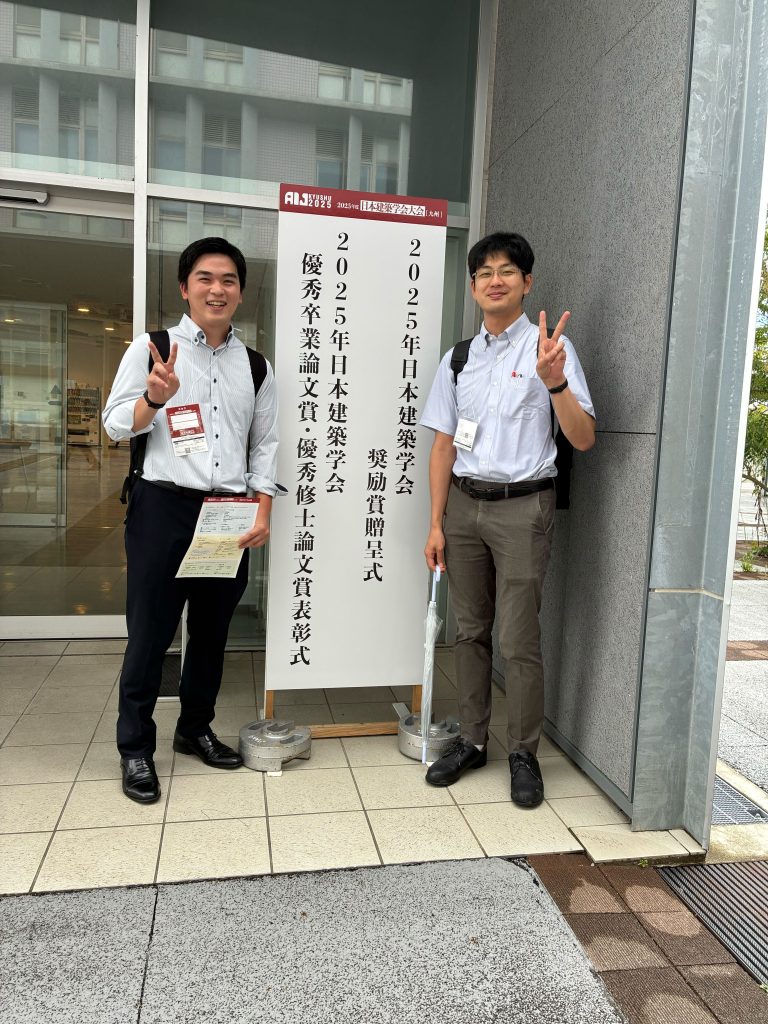 AIJ KYUSHU 2025
2025年度 日本建築学会大会［九州］
2025年日本建築学会
奨励賞贈呈式
2025年日本建築学会
優秀卒業論文賞・優秀修士論文賞表彰式